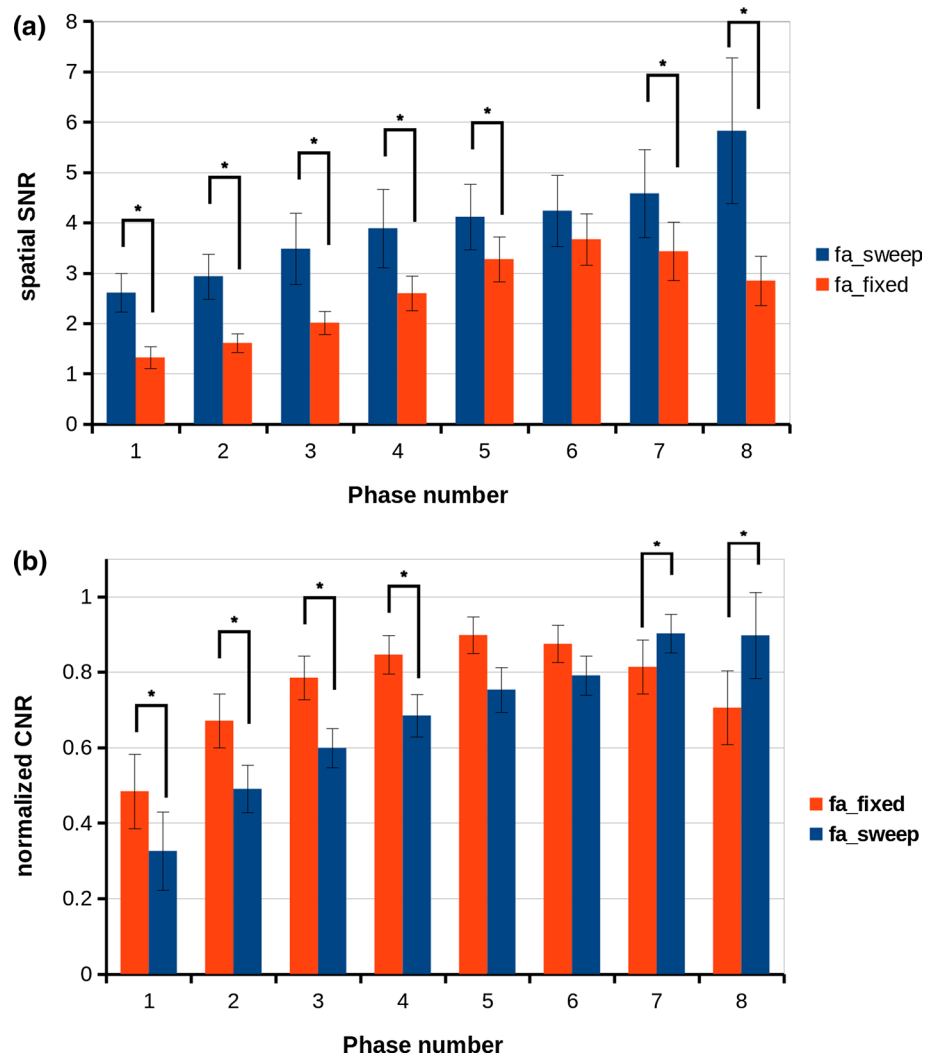 (a)
spatial SNR
8
7
6
5
4
3
2
1
0
* * * * * * *
1 2 3 4 5 6 7 8
Phase number
fa_sweep
fa_fixed
(b)
normalized CNR
1
0.8
0.6
0.4
0.2
0
* * * * * *
1 2 3 4 5 6 7 8
Phase number
fa_fixed
fa_sweep